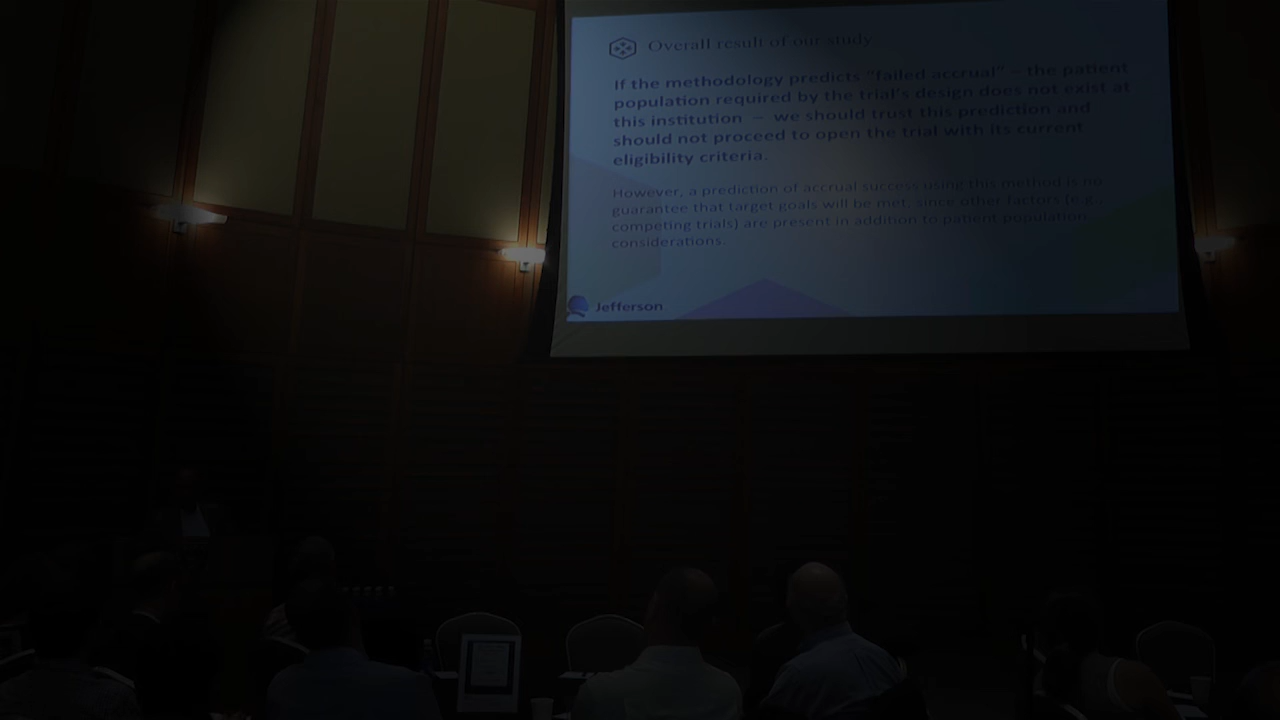 Overall result of our study
If the methodology predicts "failed accrual" – the patient
population required by the trial's design does not exist at
this institution – we should trust this prediction and
should not proceed to open the trial with its current
eligibility criteria.
However, a prediction of accrual success using this method is no
guarantee that target goals will be met, since other factors (e.g.,
competing trials) are present in addition to patient population
considerations.
Jefferson